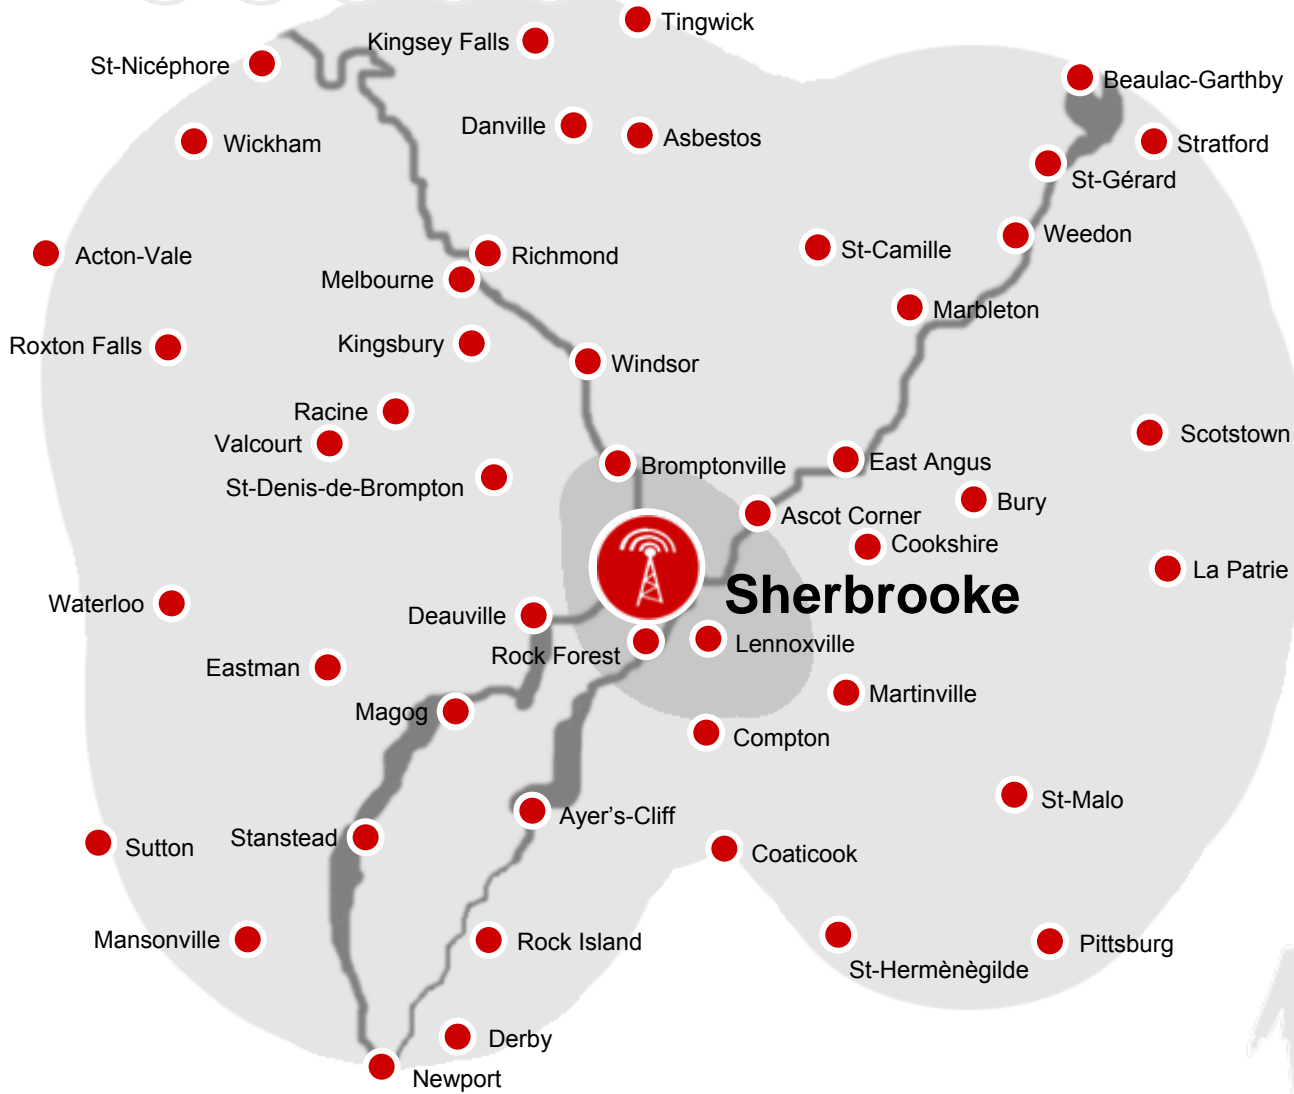 Tingwick
Kingsey Falls
St-Nicéphore
Beaulac-Garthby
Danville
Asbestos
Wickham
Stratford
St-Gérard
Weedon
St-Camille
Acton-Vale
Richmond
Melbourne
Marbleton
Roxton Falls
Kingsbury
Windsor
Racine
Scotstown
Valcourt
Bromptonville
East Angus
St-Denis-de-Brompton
Bury
Ascot Corner
Cookshire
La Patrie
Sherbrooke
Waterloo
Deauville
Lennoxville
Rock Forest
Eastman
Martinville
Magog
Compton
St-Malo
Ayer's-Cliff
Stanstead
Sutton
Coaticook
Mansonville
Rock Island
Pittsburg
St-Hermènègilde
Derby
Newport